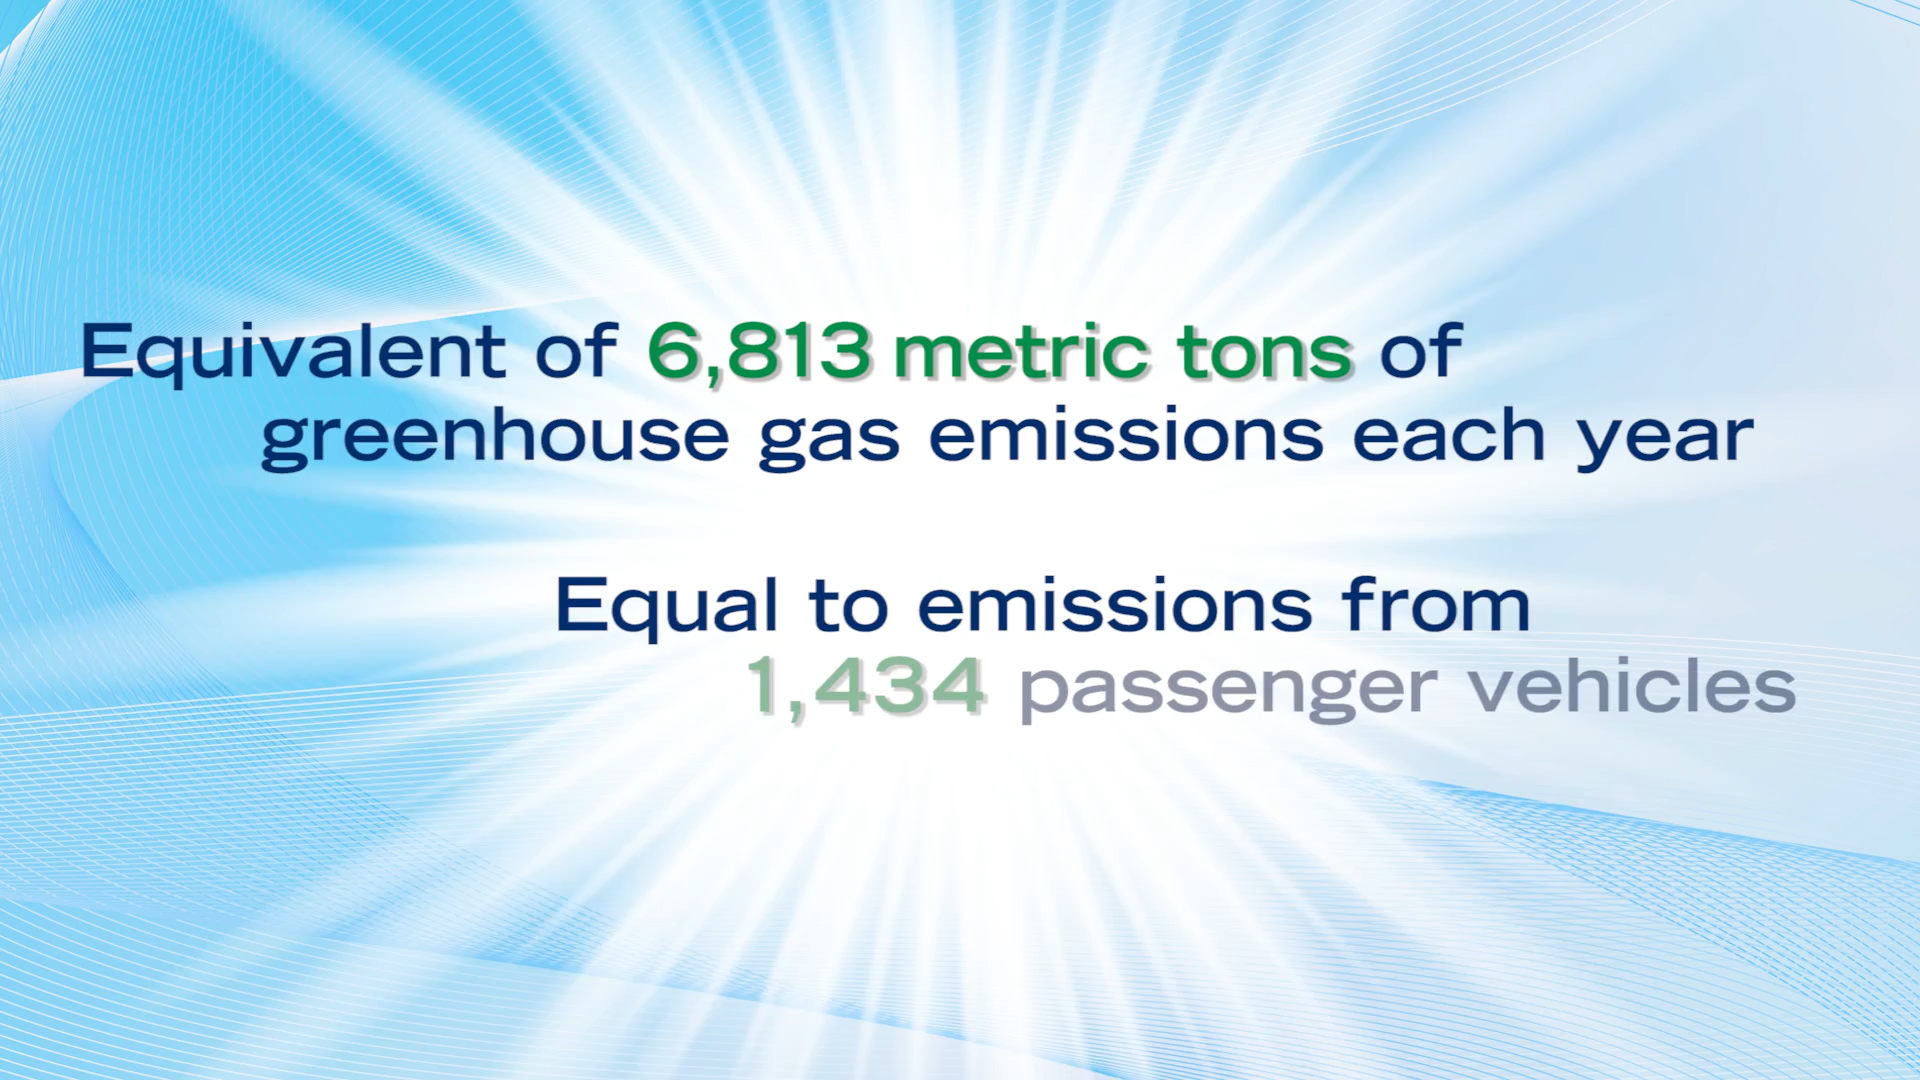 Equivalent of 6,813 metric tons of
greenhouse gas emissions each year
Equal to emissions from
1,434 passenger vehicles